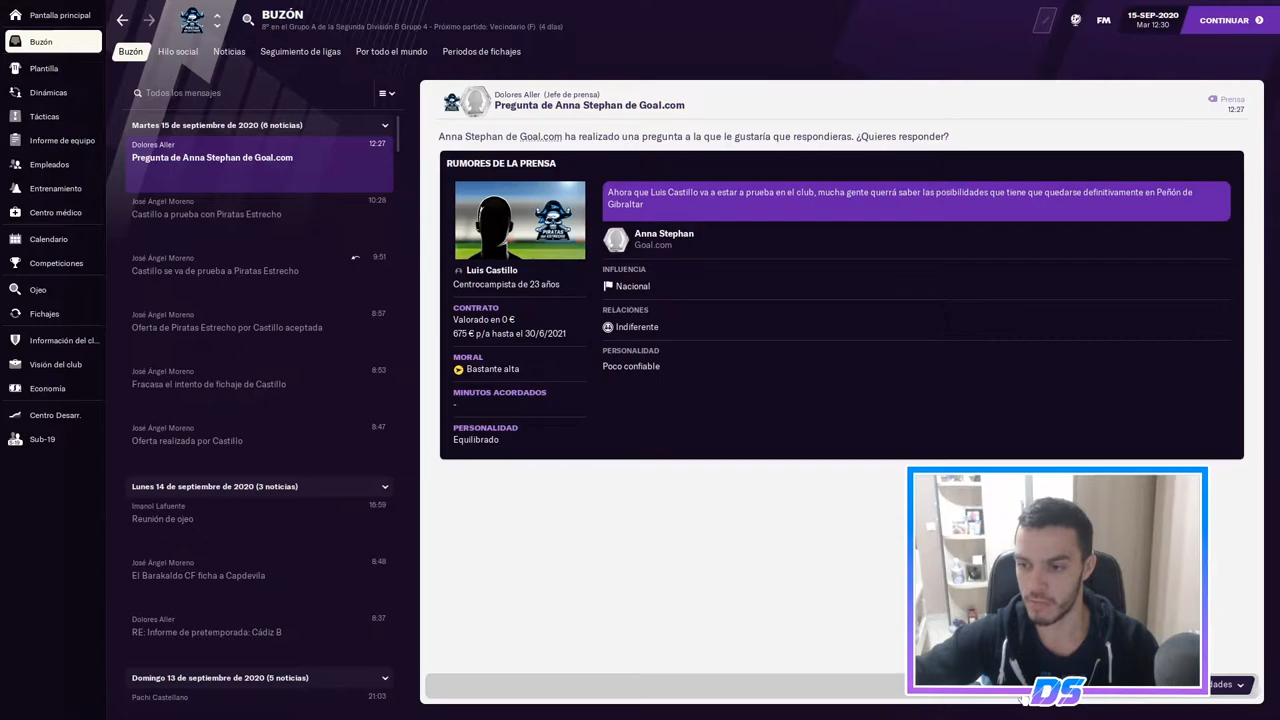 Pantalla principal
Buzón
Plantilla
Dinámicas
Tácticas
Informe de equipo
Empleados
Entrenamiento
Centro médico
Calendario
Competiciones
Ojeo
Fichajes
Información del cl...
Visión del club
Economía
Centro Desarr.
Sub-19
BUZÓN
8º en el Grupo A de la Segunda División B Grupo 4 - Próximo partido: Vecindario (F) (4 días)
FM
15-SEP-2020
Mar 12:30
CONTINUAR
Buzón Hilo social Noticias Seguimiento de ligas Por todo el mundo Periodos de fichajes
Todos los mensajes
Martes 15 de septiembre de 2020 (6 noticias)
Dolores Aller 12:27
Pregunta de Anna Stephan de Goal.com
José Ángel Moreno 10:28
Castillo a prueba con Piratas Estrecho
José Ángel Moreno 9:51
Castillo se va de prueba a Piratas Estrecho
José Ángel Moreno 8:57
Oferta de Piratas Estrecho por Castillo aceptada
José Ángel Moreno 8:53
Fracasa el intento de fichaje de Castillo
José Ángel Moreno 8:47
Oferta realizada por Castillo
Lunes 14 de septiembre de 2020 (3 noticias)
Imanol Lafuente 16:59
Reunión de ojeo
José Ángel Moreno 8:48
El Barakaldo CF ficha a Capdevila
Dolores Aller 8:37
RE: Informe de pretemporada: Cádiz B
Domingo 13 de septiembre de 2020 (5 noticias)
Pachi Castellano 21:03
Dolores Aller (Jefe de prensa)
Pregunta de Anna Stephan de Goal.com
Prensa
12:27
Anna Stephan de Goal.com ha realizado una pregunta a la que le gustaría que respondieras. ¿Quieres responder?
RUMORES DE LA PRENSA
PIRATAS
DEL ESTRECHO
Luis Castillo
Centrocampista de 23 años
CONTRATO
Valorado en 0 €
675 € p/a hasta el 30/6/2021
MORAL
Bastante alta
MINUTOS ACORDADOS
-
PERSONALIDAD
Equilibrado
Ahora que Luis Castillo va a estar a prueba en el club, mucha gente querrá saber las posibilidades que tiene que quedarse definitivamente en Peñón de
Gibraltar
Anna Stephan
Goal.com
INFLUENCIA
Nacional
RELACIONES
Indiferente
PERSONALIDAD
Poco confiable
dades
DS